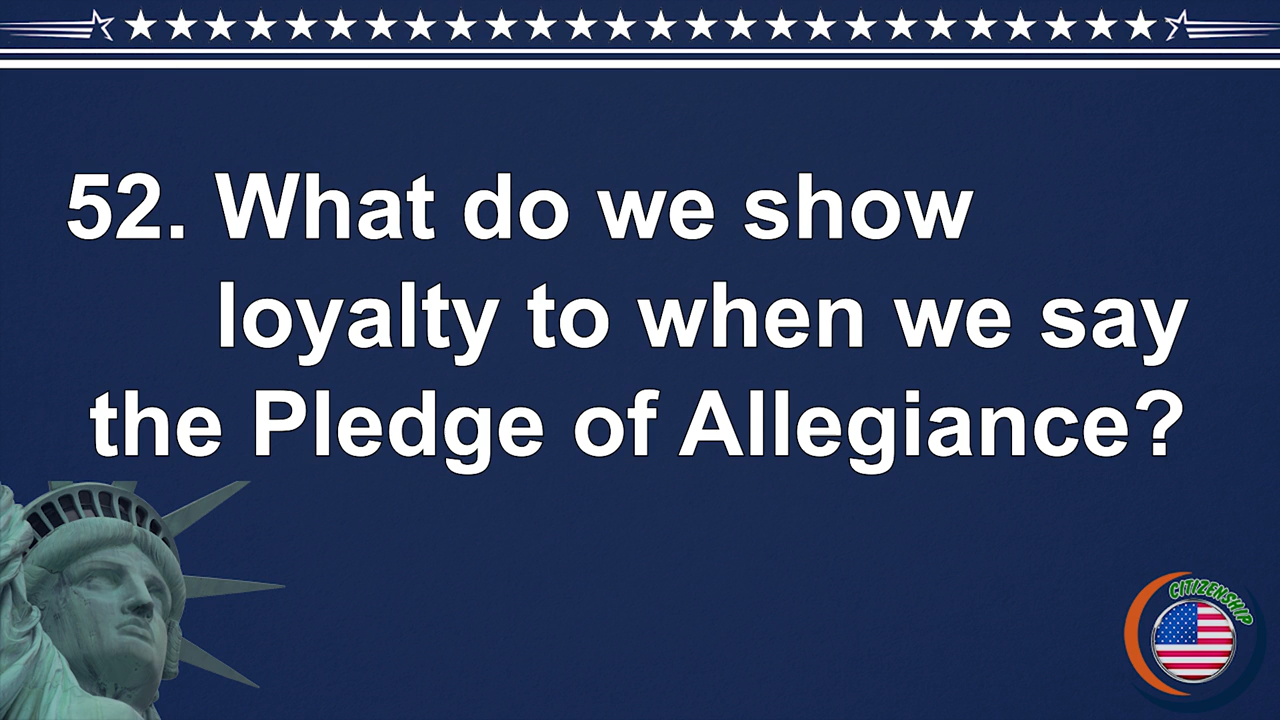 52. What do we show
loyalty to when we say
the Pledge of Allegiance?
CITIZENSHIP